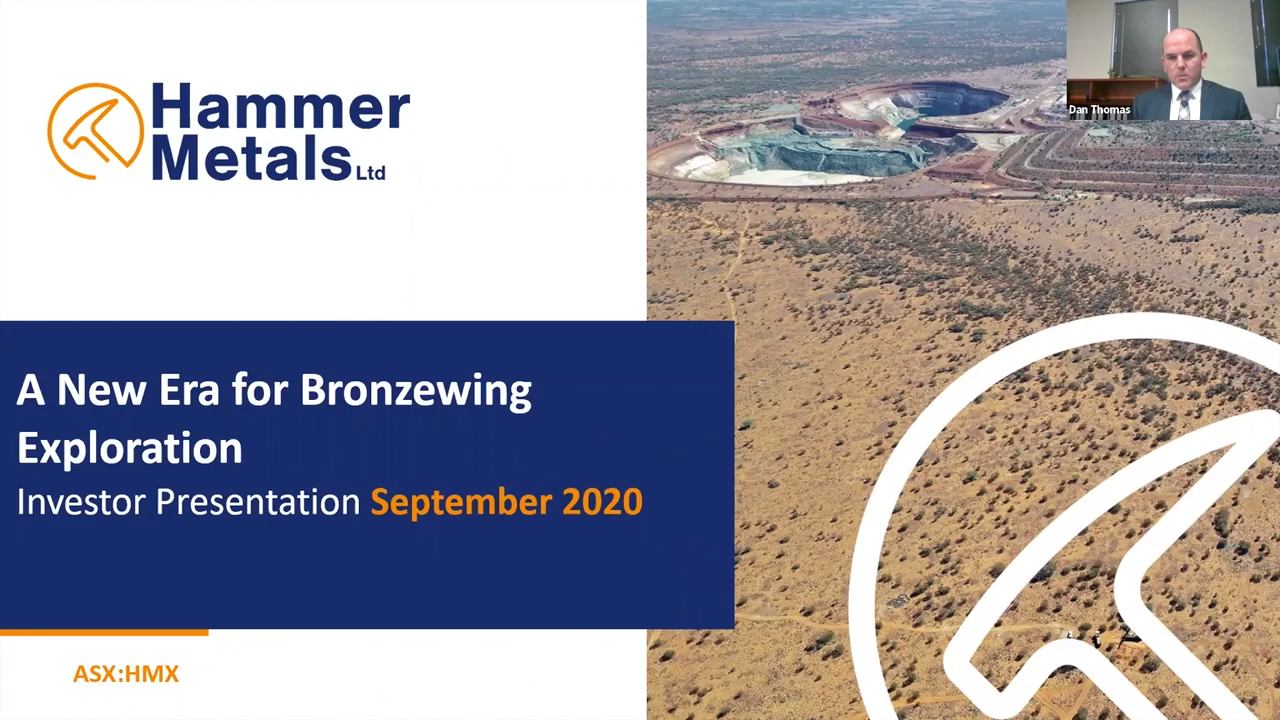 Hammer
Metals Ltd
Dan Thomas
A New Era for Bronzewing
Exploration
Investor Presentation September 2020
ASX:HMX